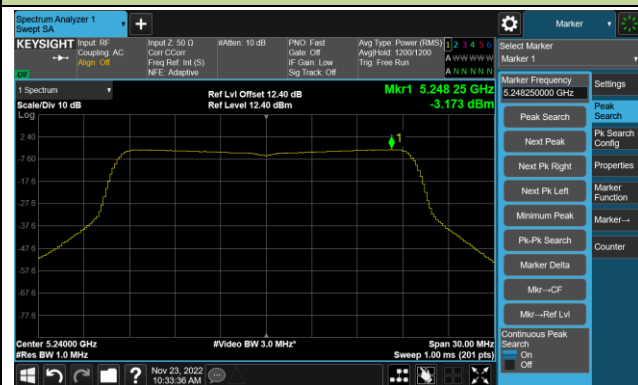 Spectrum Analyzer 1
Swept SA
+
Marker
KEYSIGHT
Input: RF
Coupling: AC
Align: Off
Input Z: 50 Ω
Corr CCorr
Freq Ref: Int (S)
NFE: Adaptive
#Atten: 10 dB
PNO: Fast
Gate: Off
IF Gain: Low
Sig Track: Off
Avg Type: Power (RMS)
Avg|Hold: 1200/1200
Trig: Free Run
1 2 3 4 5 6
A W W W W W
A N N N N N
LXI
Select Marker
Marker 1
1 Spectrum
Scale/Div 10 dB
Log
Ref Lvl Offset 12.40 dB
Ref Level 12.40 dBm
Mkr1 5.248 25 GHz
-3.173 dBm
1
2.40
-7.60
-17.6
-27.6
-37.6
-47.6
-57.6
-67.6
-77.6
Center 5.24000 GHz
#Res BW 1.0 MHz
#Video BW 3.0 MHz*
Span 30.00 MHz
Sweep 1.00 ms (201 pts)
Marker Frequency
5.248250000 GHz
Peak Search
Next Peak
Next Pk Right
Next Pk Left
Minimum Peak
Pk-Pk Search
Marker Delta
Mkr→CF
Mkr→Ref Lvl
Continuous Peak
Search
On
Off
Settings
Peak
Search
Pk Search
Config
Properties
Marker
Function
Marker→
Counter
?
Nov 23, 2022
10:33:36 AM